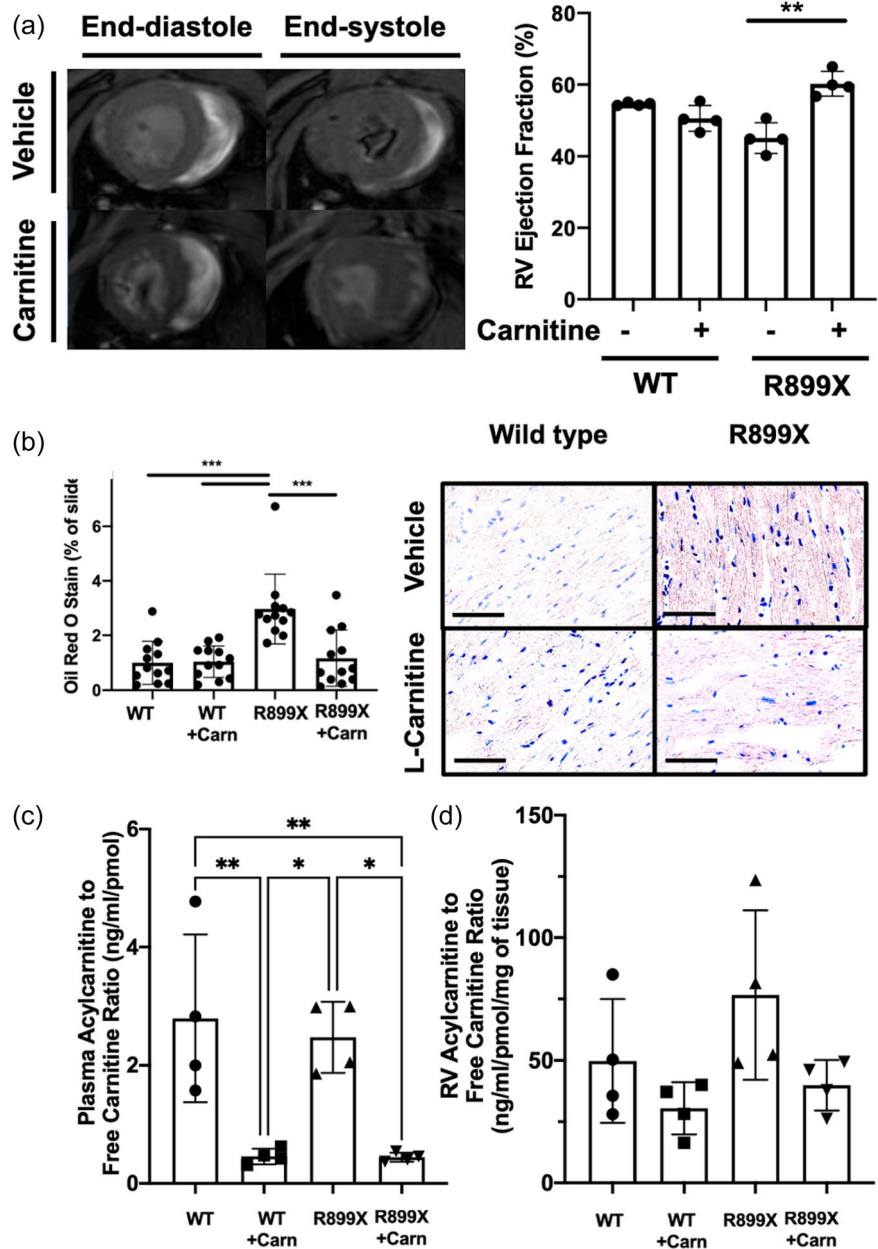 (a)
End-diastole End-systole
Vehicle
Carnitine
RV Ejection Fraction (%)
80
60
40
20
0
**
Carnitine - + - +
WT R899X
(b)
Oil Red O Stain (% of slide
6
4
2
0
*** ***
WT WT +Carn R899X R899X +Carn
Wild type R899X
Vehicle
L-Carnitine
(c)
Plasma Acylcarnitine to
Free Carnitine Ratio (ng/ml/pmol)
6
4
2
0
**
** * *
WT WT +Carn R899X R899X +Carn
(d)
RV Acylcarnitine to
Free Carnitine Ratio
(ng/ml/pmol/mg of tissue)
150
100
50
0
WT WT +Carn R899X R899X +Carn